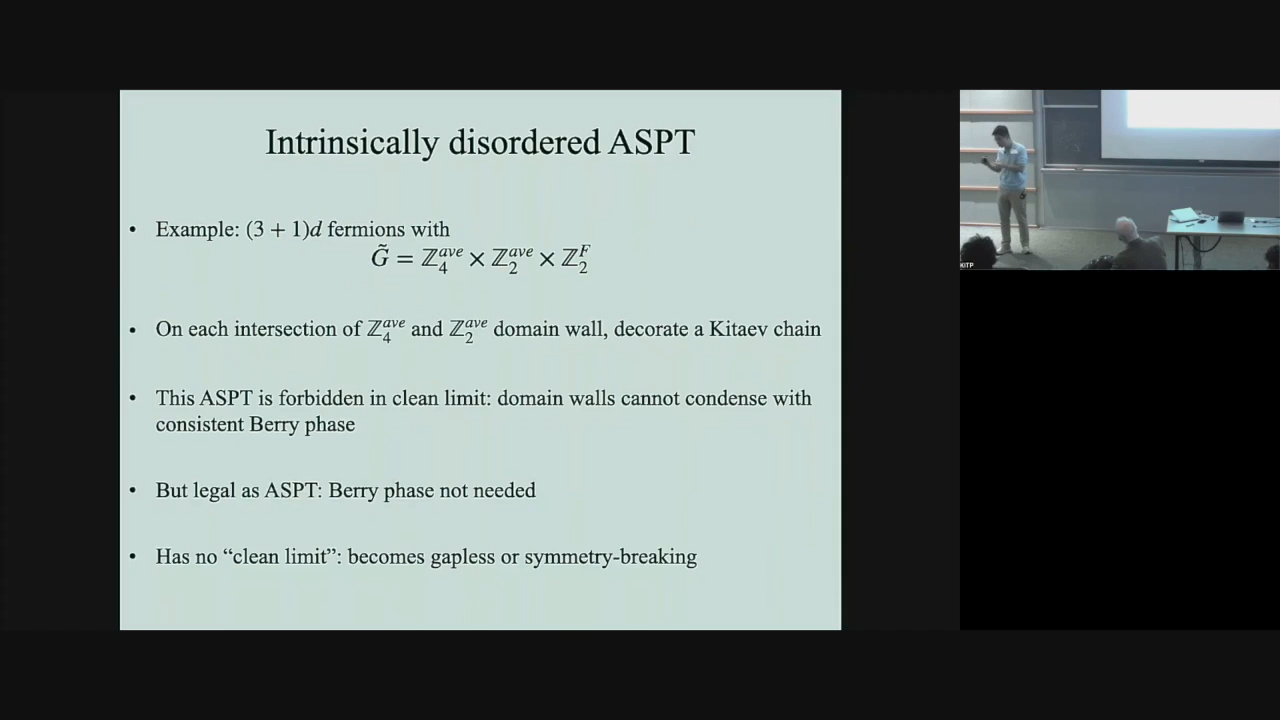 Intrinsically disordered ASPT
• Example: (3 + 1)d fermions with
G̃ = ℤ₄^{ave} × ℤ₂^{ave} × ℤ₂^F
• On each intersection of ℤ₄^{ave} and ℤ₂^{ave} domain wall, decorate a Kitaev chain
• This ASPT is forbidden in clean limit: domain walls cannot condense with
consistent Berry phase
• But legal as ASPT: Berry phase not needed
• Has no “clean limit”: becomes gapless or symmetry-breaking
KITP